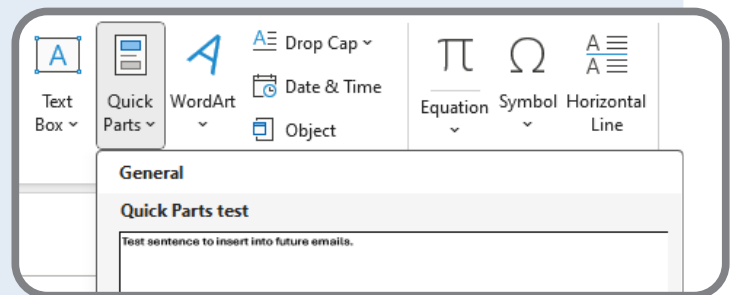 A
Text
Box
Quick
Parts
A
WordArt
A Drop Cap
Date & Time
Object
π
Equation
Ω
Symbol
A
A
Horizontal
Line
General
Quick Parts test
Test sentence to insert into future emails.